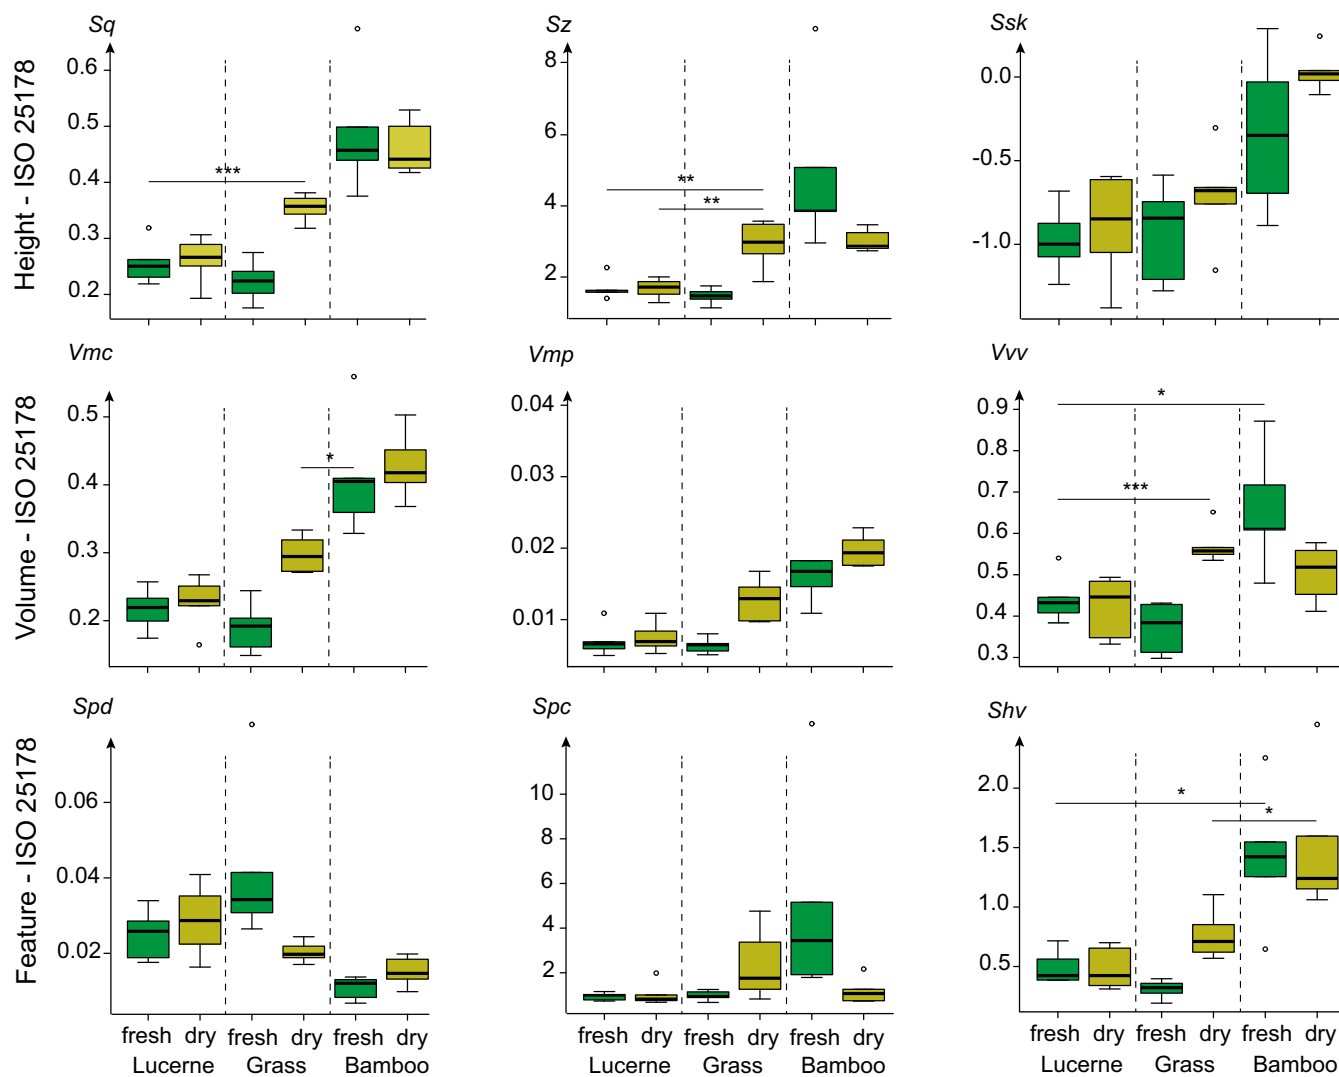 Sq
Sz
Ssk
Height - ISO 25178
0.6
0.5
0.4
0.3
0.2
***
8
6
4
2
**
**
0.0
-0.5
-1.0
Vmc
Vmp
Vvv
Volume - ISO 25178
0.5
0.4
0.3
0.2
*
0.04
0.03
0.02
0.01
0.9
0.8
0.7
0.6
0.5
0.4
0.3
*
***
Spd
Spc
Shv
Feature - ISO 25178
0.06
0.04
0.02
10
8
6
4
2
2.0
1.5
1.0
0.5
*
*
fresh dry fresh dry fresh dry
Lucerne Grass Bamboo
fresh dry fresh dry fresh dry
Lucerne Grass Bamboo
fresh dry fresh dry fresh dry
Lucerne Grass Bamboo